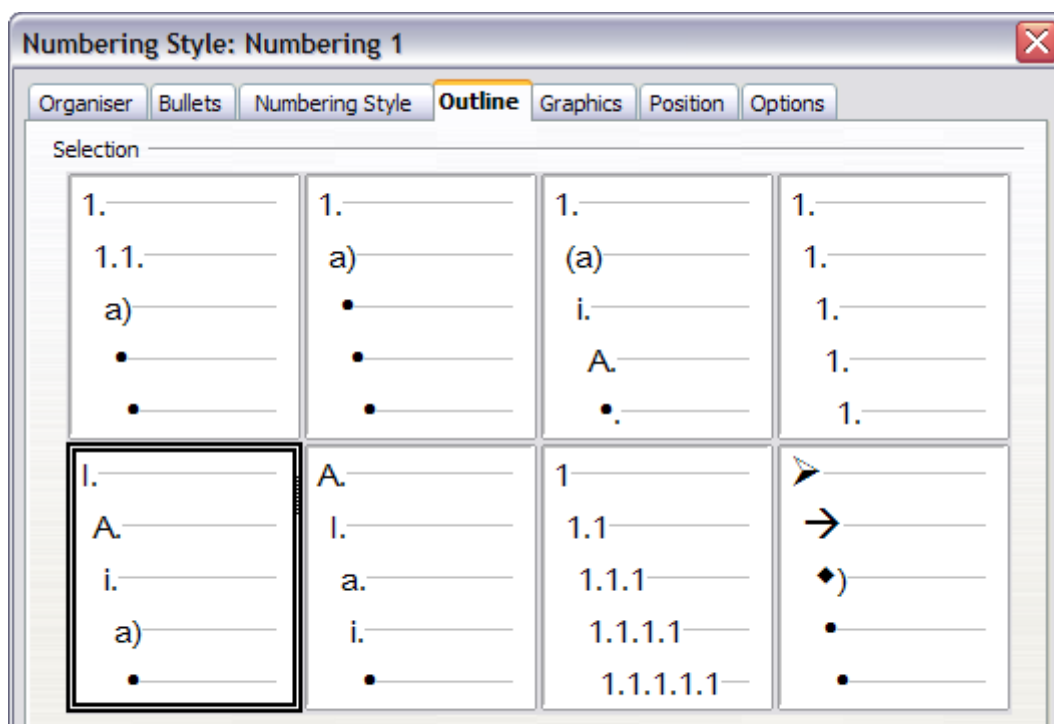 Numbering Style: Numbering 1
Organiser Bullets Numbering Style Outline Graphics Position Options
Selection
1.
1.1.
a)
•
•
1.
a)
•
•
•
1.
(a)
i.
A.
•.
1.
1.
1.
1.
1.
I.
A.
i.
a)
•
A.
I.
a.
i.
•
1
1.1
1.1.1
1.1.1.1
1.1.1.1.1
➢
→
◆)
•
•